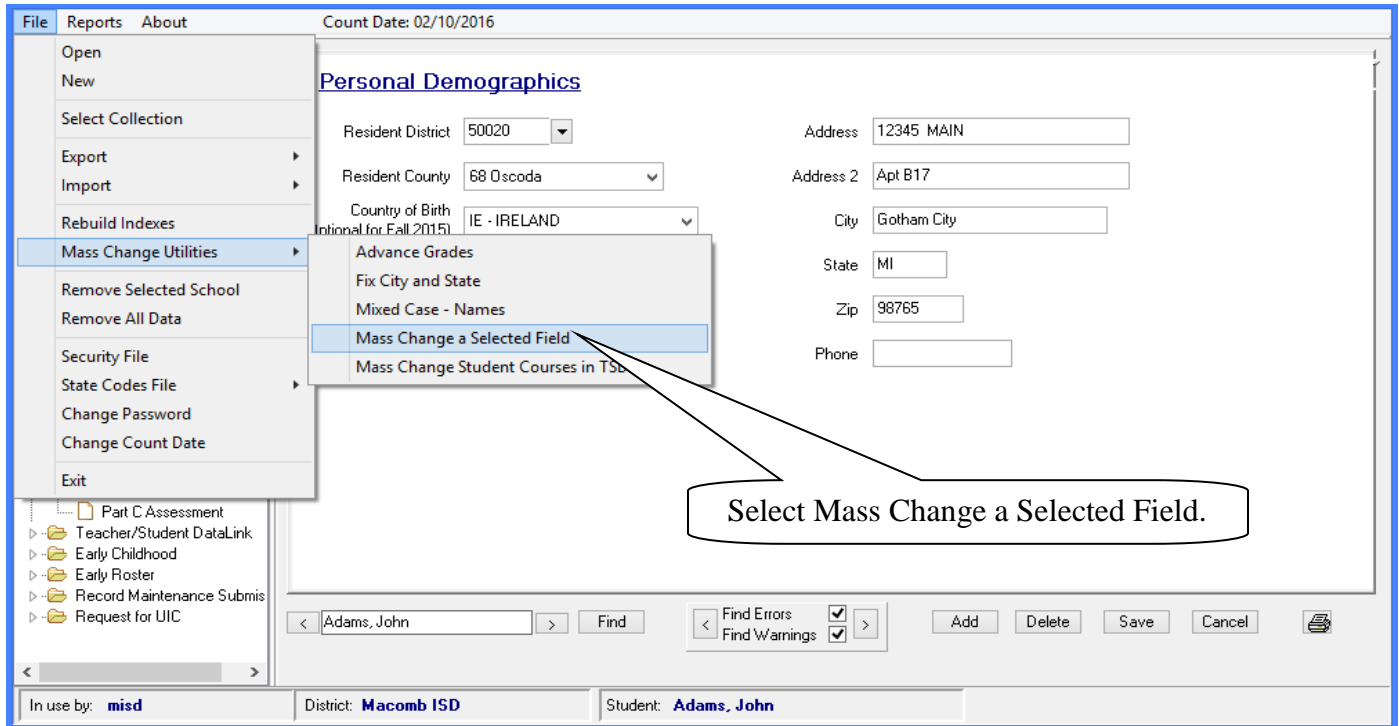 File Reports About Count Date: 02/10/2016
Open
New
Select Collection
Export
Import
Rebuild Indexes
Mass Change Utilities
Remove Selected School
Remove All Data
Security File
State Codes File
Change Password
Change Count Date
Exit
Advance Grades
Fix City and State
Mixed Case - Names
Mass Change a Selected Field
Mass Change Student Courses in
Personal Demographics
Resident District 50020
Resident County 68 Oscoda
Country of Birth
for Fall 2015) IE - IRELAND
Address 12345 MAIN
Address 2 Apt B17
City Gotham City
State MI
Zip 98765
Phone
Select Mass Change a Selected Field.
Part C Assessment
Teacher/Student DataLink
Early Childhood
Early Roster
Record Maintenance Submis
Request for UIC
< Adams, John > Find
< Find Errors >
Find Warnings
Add Delete Save Cancel
< >
In use by: misd District: Macomb ISD Student: Adams, John